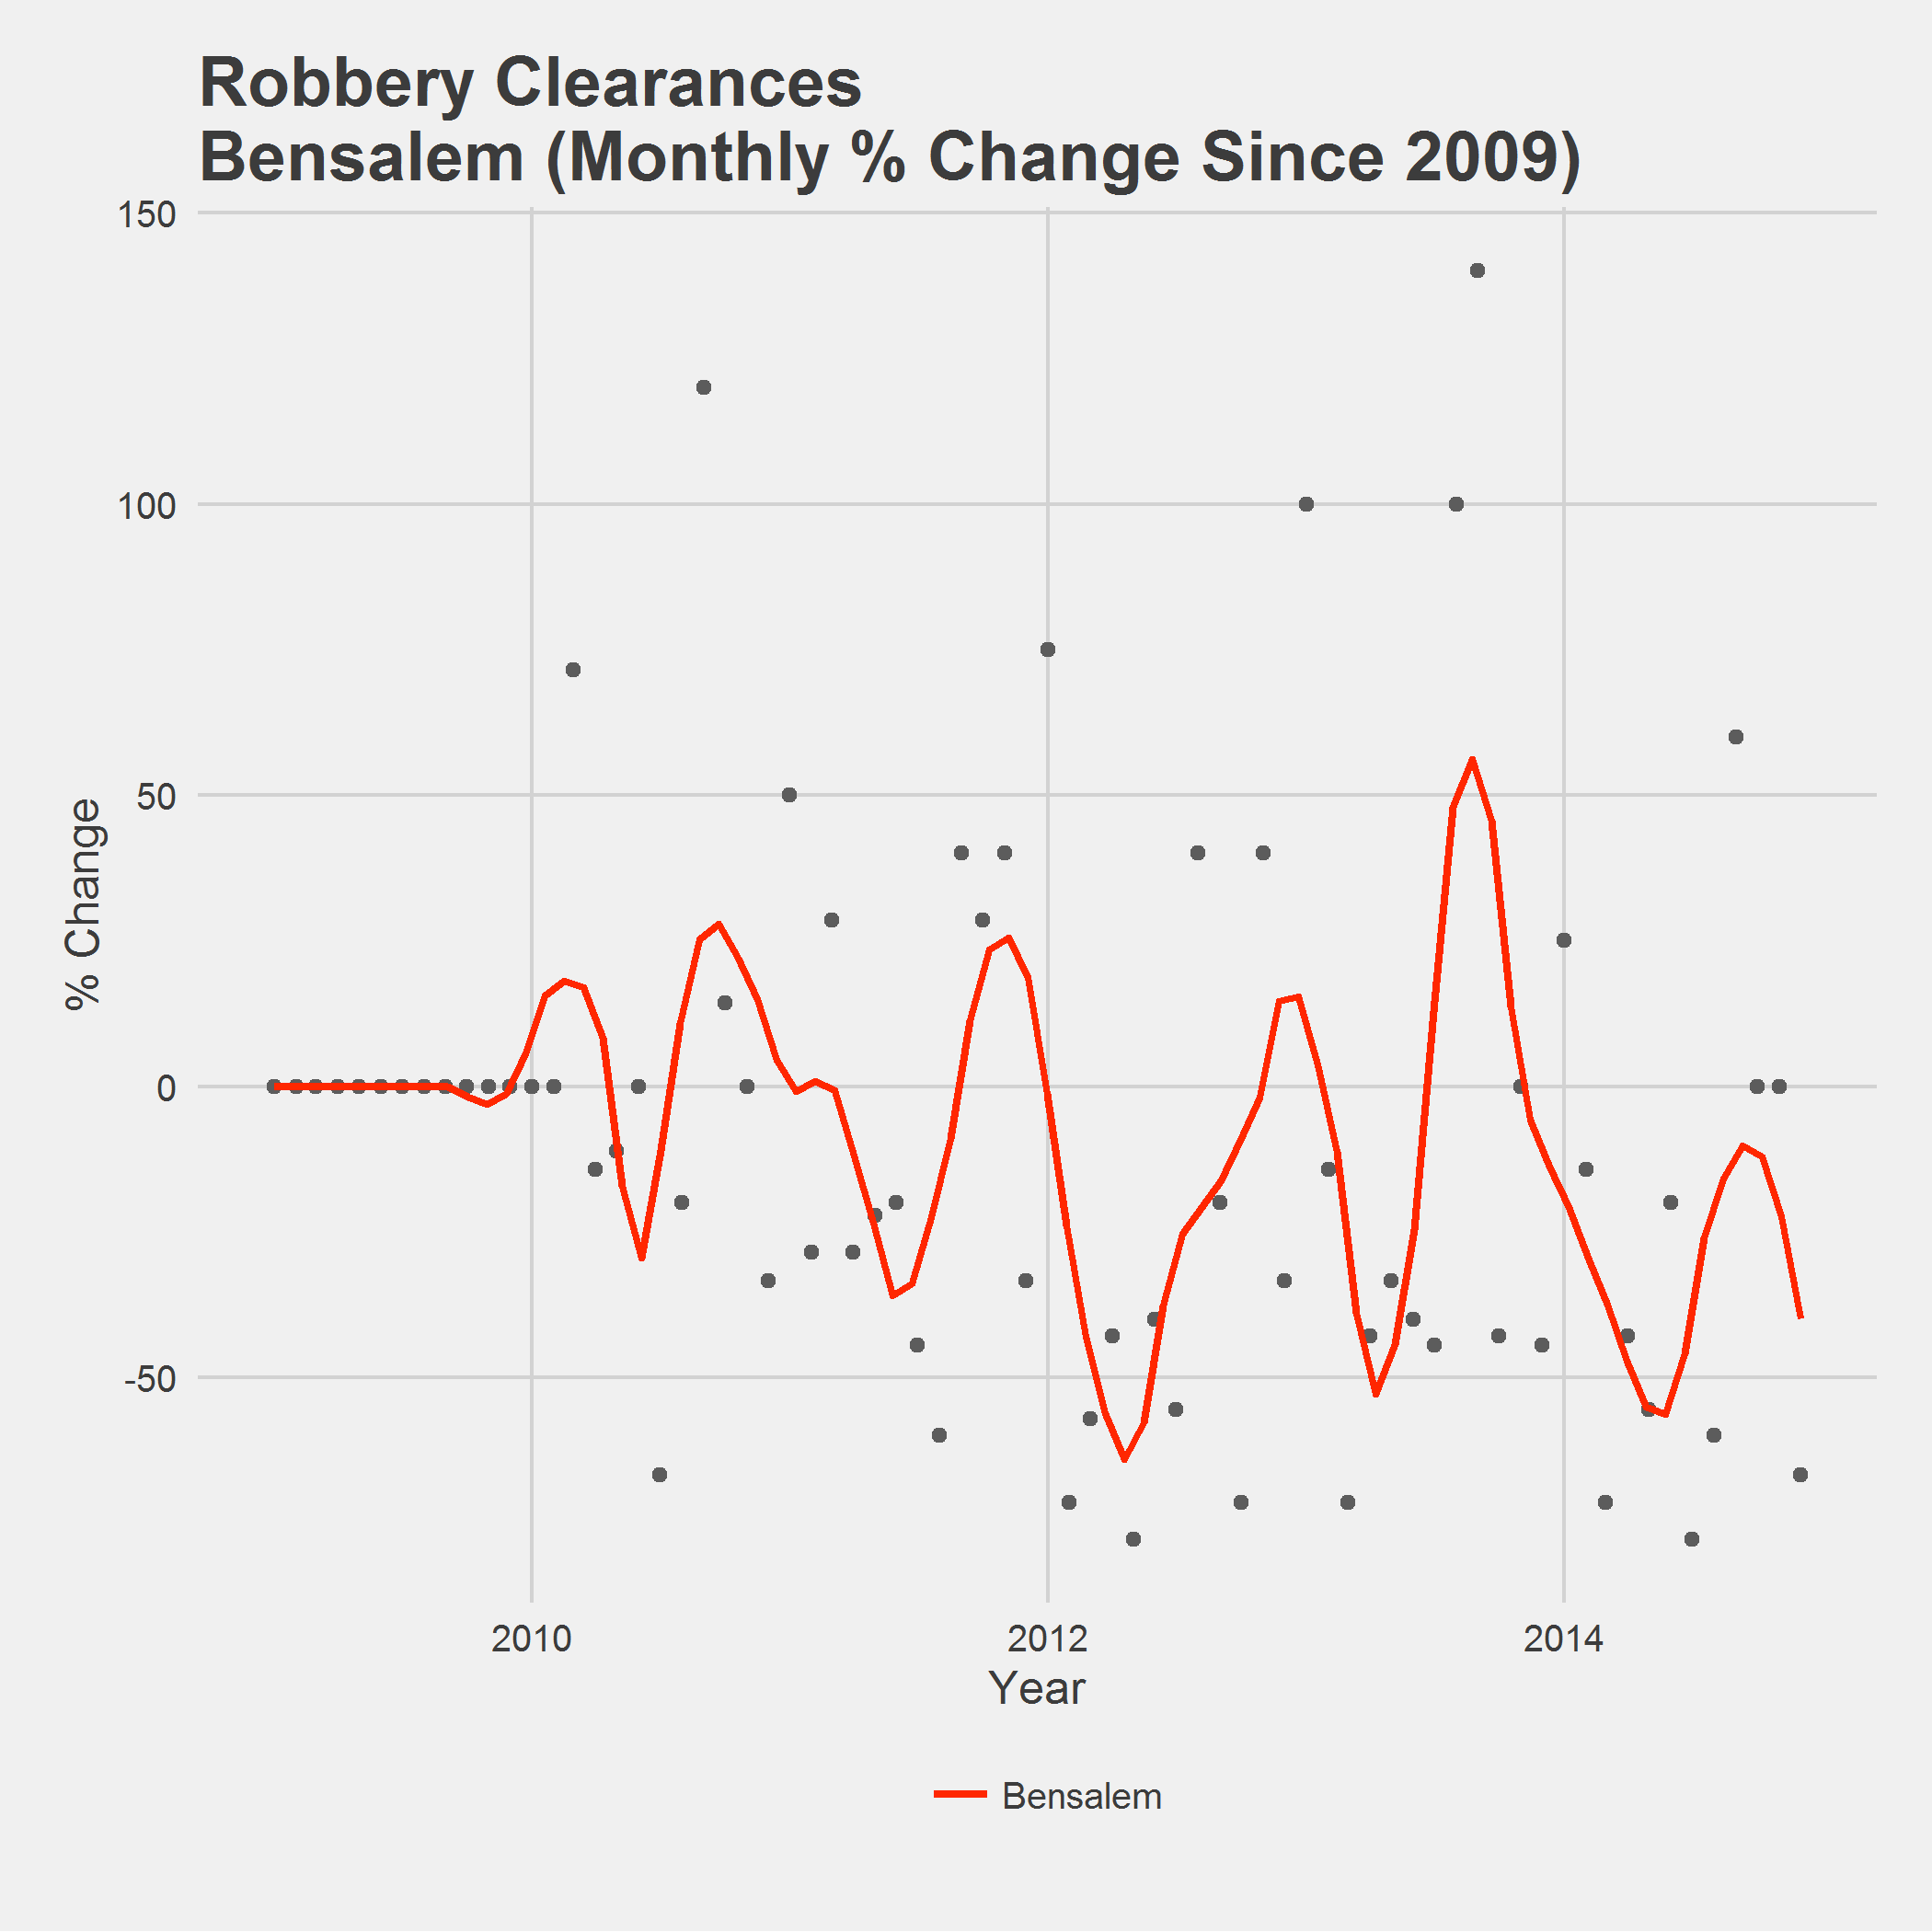 Robbery Clearances
Bensalem (Monthly % Change Since 2009)
150
100
50
0
-50
% Change
2010 2012 2014
Year
Bensalem